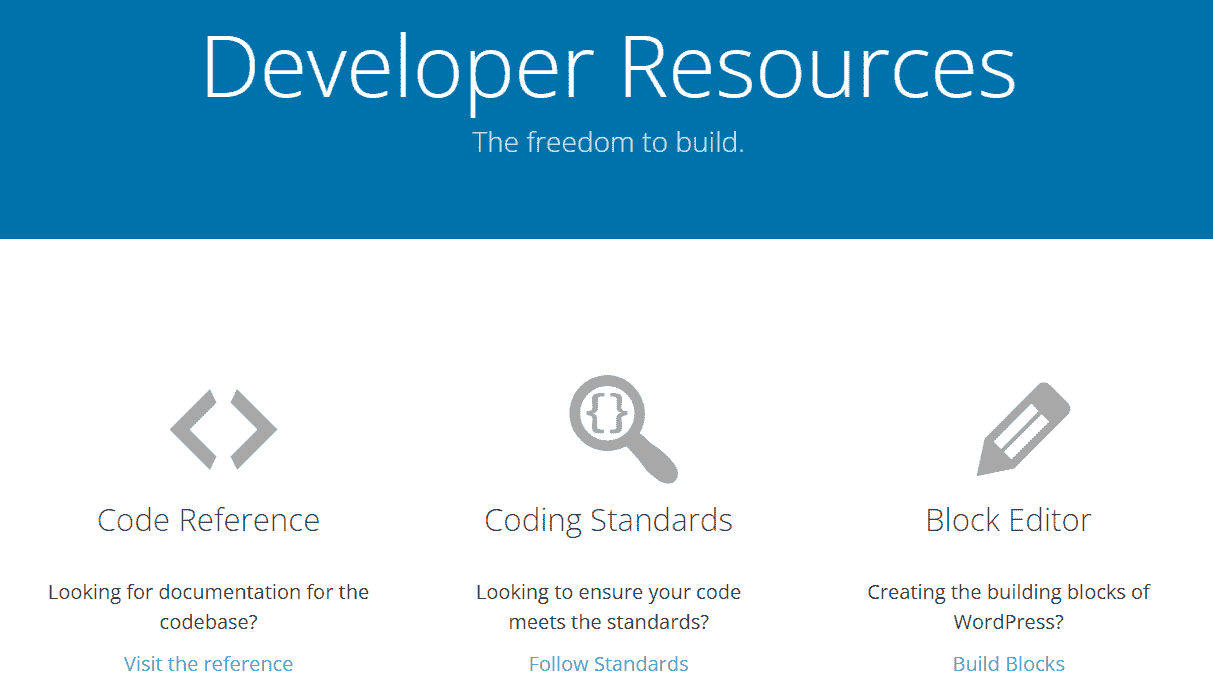 Developer Resources
The freedom to build.
{}
Code Reference
Coding Standards
Block Editor
Looking for documentation for the
codebase?
Looking to ensure your code
meets the standards?
Creating the building blocks of
WordPress?
Visit the reference
Follow Standards
Build Blocks